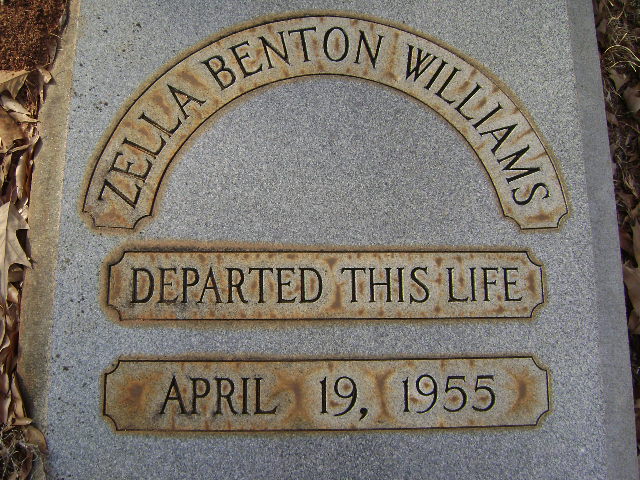 ZELLA BENTON WILLIAMS
DEPARTED THIS LIFE
APRIL 19, 1955